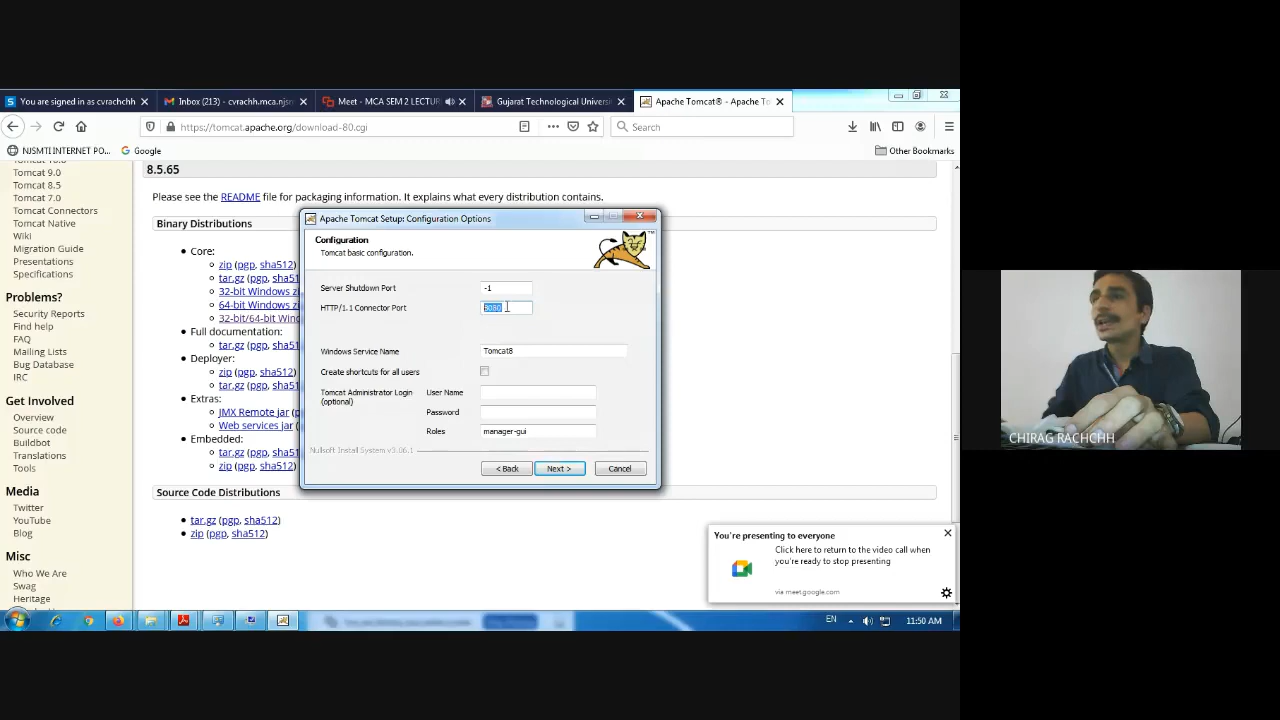 You are signed in as cvrachchh
Inbox (213) - cvrachh.mca.njsm
Meet - MCA SEM 2 LECTUR
Gujarat Technological Universi
Apache Tomcat® - Apache To
https://tomcat.apache.org/download-80.cgi
Search
NJSMTI INTERNET PO...
Google
Other Bookmarks
Tomcat 9.0
Tomcat 8.5
Tomcat 7.0
Tomcat Connectors
Tomcat Native
Wiki
Migration Guide
Presentations
Specifications
Problems?
Security Reports
Find help
FAQ
Mailing Lists
Bug Database
IRC
Get Involved
Overview
Source code
Buildbot
Translations
Tools
Media
Twitter
YouTube
Blog
Misc
Who We Are
Swag
Heritage
8.5.65
Please see the README file for packaging information. It explains what every distribution contains.
Binary Distributions
Core:
zip (pgp, sha512)
tar.gz (pgp, sha51
32-bit Windows zi
64-bit Windows zi
32-bit/64-bit Wind
Full documentation:
tar.gz (pgp, sha51
Deployer:
zip (pgp, sha512)
tar.gz (pgp, sha51
Extras:
JMX Remote jar (p
Web services jar (
Embedded:
tar.gz (pgp, sha51
zip (pgp, sha512)
Source Code Distributions
tar.gz (pgp, sha512)
zip (pgp, sha512)
Apache Tomcat Setup: Configuration Options
Configuration
Tomcat basic configuration.
TM
Server Shutdown Port
-1
HTTP/1.1 Connector Port
8080
Windows Service Name
Tomcat8
Create shortcuts for all users
Tomcat Administrator Login
(optional)
User Name
Password
Roles
manager-gui
Nullsoft Install System v3.06.1
< Back
Next >
Cancel
You're presenting to everyone
Click here to return to the video call when
you're ready to stop presenting
via meet.google.com
EN
11:50 AM
CHIRAG RACHCHH